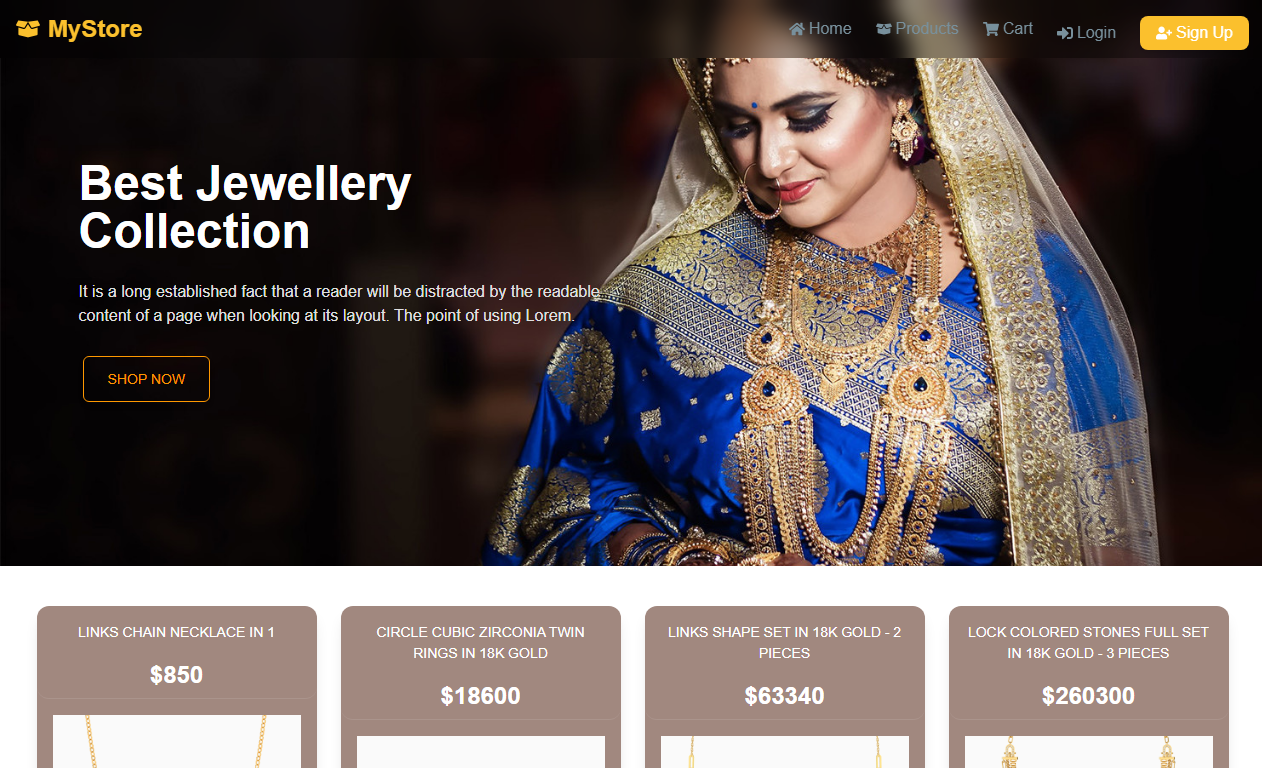 MyStore
Home
Products
Cart
Login
Sign Up
Best Jewellery
Collection
It is a long established fact that a reader will be distracted by the readable
content of a page when looking at its layout. The point of using Lorem.
SHOP NOW
LINKS CHAIN NECKLACE IN 1
$850
CIRCLE CUBIC ZIRCONIA TWIN
RINGS IN 18K GOLD
$18600
LINKS SHAPE SET IN 18K GOLD - 2
PIECES
$63340
LOCK COLORED STONES FULL SET
IN 18K GOLD - 3 PIECES
$260300